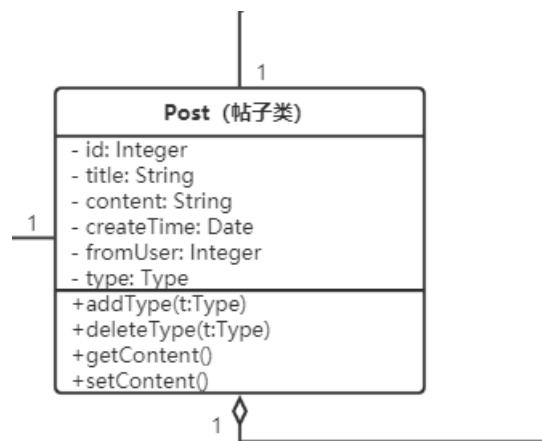 1
Post (帖子类)
- id: Integer
- title: String
- content: String
- createTime: Date
1
- fromUser: Integer
- type: Type
+addType(t:Type)
+deleteType(t:Type)
+getContent()
+setContent()
1